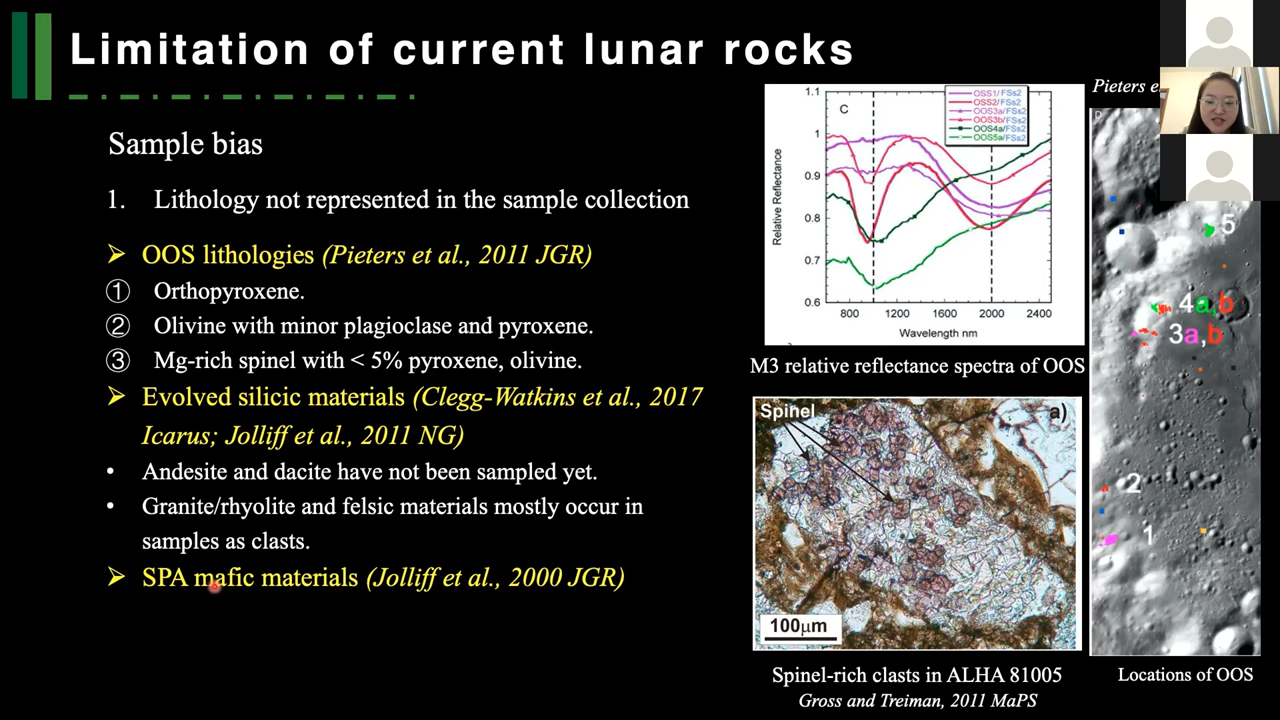 Limitation of current lunar rocks
Sample bias
1. Lithology not represented in the sample collection
➢ OOS lithologies (Pieters et al., 2011 JGR)
① Orthopyroxene.
② Olivine with minor plagioclase and pyroxene.
③ Mg-rich spinel with < 5% pyroxene, olivine.
➢ Evolved silicic materials (Clegg-Watkins et al., 2017
Icarus; Jolliff et al., 2011 NG)
• Andesite and dacite have not been sampled yet.
• Granite/rhyolite and felsic materials mostly occur in
samples as clasts.
➢ SPA mafic materials (Jolliff et al., 2000 JGR)
C
OSS1/FSs2
OSS2/FSs2
OOS3a/FSs2
OOS3b/FSs2
OOS4a/FSs2
OOS5a/FSs2
1.1
1
0.9
0.8
0.7
0.6
Relative Reflectance
800 1200 1600 2000 2400
Wavelength nm
M3 relative reflectance spectra of OOS
Spinel
a)
100µm
Spinel-rich clasts in ALHA 81005
Gross and Treiman, 2011 MaPS
Pieters
5
4a,b
3a,b
2
1
Locations of OOS